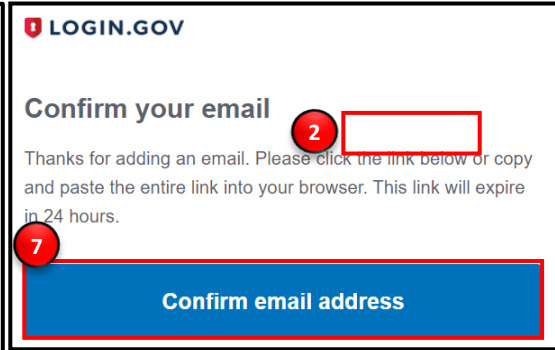 LOGIN.GOV
Confirm your email
2
Thanks for adding an email. Please click the link below or copy
and paste the entire link into your browser. This link will expire
in 24 hours.
7
Confirm email address